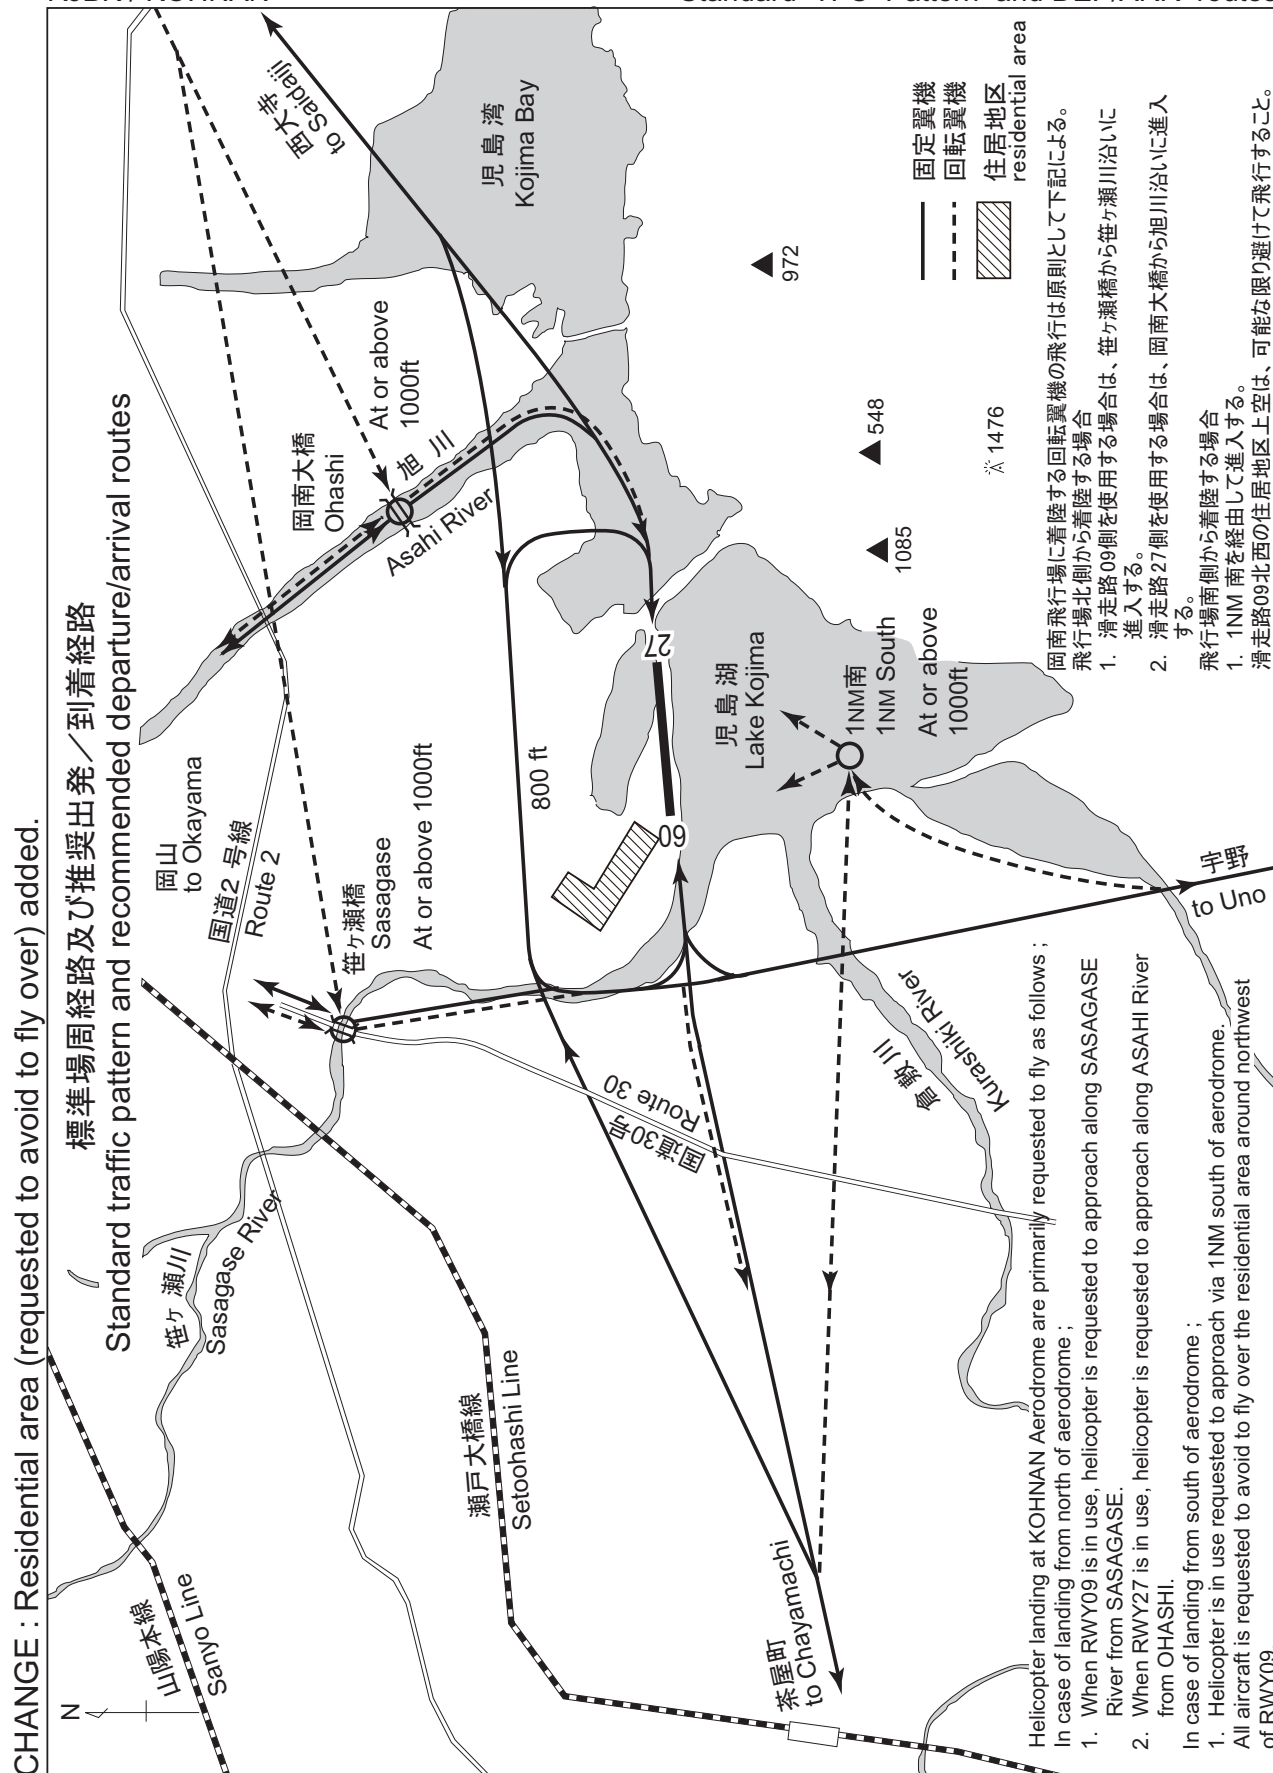 CHANGE : Residential area (requested to avoid to fly over) added.
標準場周経路及び推奨出発／到着経路
Standard traffic pattern and recommended departure/arrival routes
N
山陽本線
Sanyo Line
笹ヶ瀬川
Sasagase River
岡山
to Okayama
国道2号線
Route 2
笹ヶ瀬橋
Sasagase
At or above 1000ft
岡南大橋
Ohashi
At or above
1000ft
旭川
Asahi River
西大寺
to Saidaiji
児島湾
Kojima Bay
瀬戸大橋線
Setoohashi Line
800 ft
国道30号
Route 30
09
27
児島湖
Lake Kojima
1NM南
1NM South
At or above
1000ft
倉敷川
Kurashiki River
宇野
to Uno
茶屋町
to Chayamachi
972
548
1085
1476
固定翼機
回転翼機
住居地区
residential area
Helicopter landing at KOHNAN Aerodrome are primarily requested to fly as follows ;
In case of landing from north of aerodrome ;
1. When RWY09 is in use, helicopter is requested to approach along SASAGASE
River from SASAGASE.
2. When RWY27 is in use, helicopter is requested to approach along ASAHI River
from OHASHI.
In case of landing from south of aerodrome ;
1. Helicopter is in use requested to approach via 1NM south of aerodrome.
All aircraft is requested to avoid to fly over the residential area around northwest
of RWY09
岡南飛行場に着陸する回転翼機の飛行は原則として下記による。
飛行場北側から着陸する場合
1. 滑走路09側を使用する場合は、笹ヶ瀬橋から笹ヶ瀬川沿いに
進入する。
2. 滑走路27側を使用する場合は、岡南大橋から旭川沿いに進入
する。
飛行場南側から着陸する場合
1. 1NM 南を経由して進入する。
滑走路09北西の住居地区上空は、可能な限り避けて飛行すること。